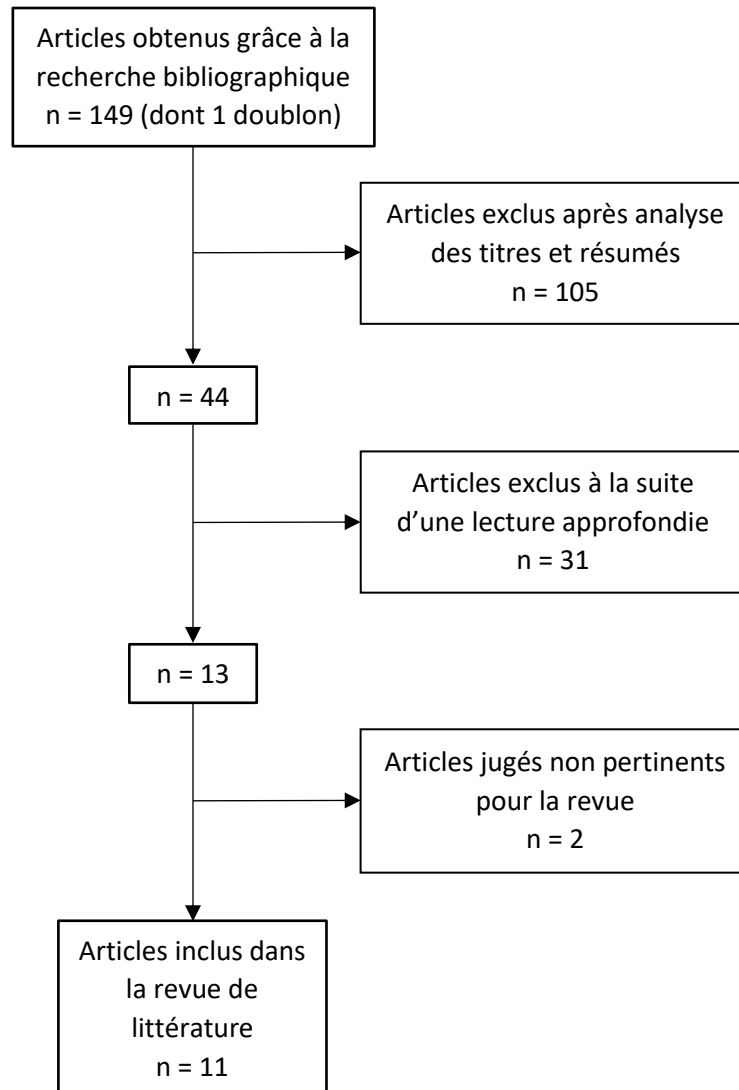 Articles obtenus grâce à la
recherche bibliographique
n = 149 (dont 1 doublon)
Articles exclus après analyse
des titres et résumés
n = 105
n = 44
Articles exclus à la suite
d’une lecture approfondie
n = 31
n = 13
Articles jugés non pertinents
pour la revue
n = 2
Articles inclus dans
la revue de
littérature
n = 11